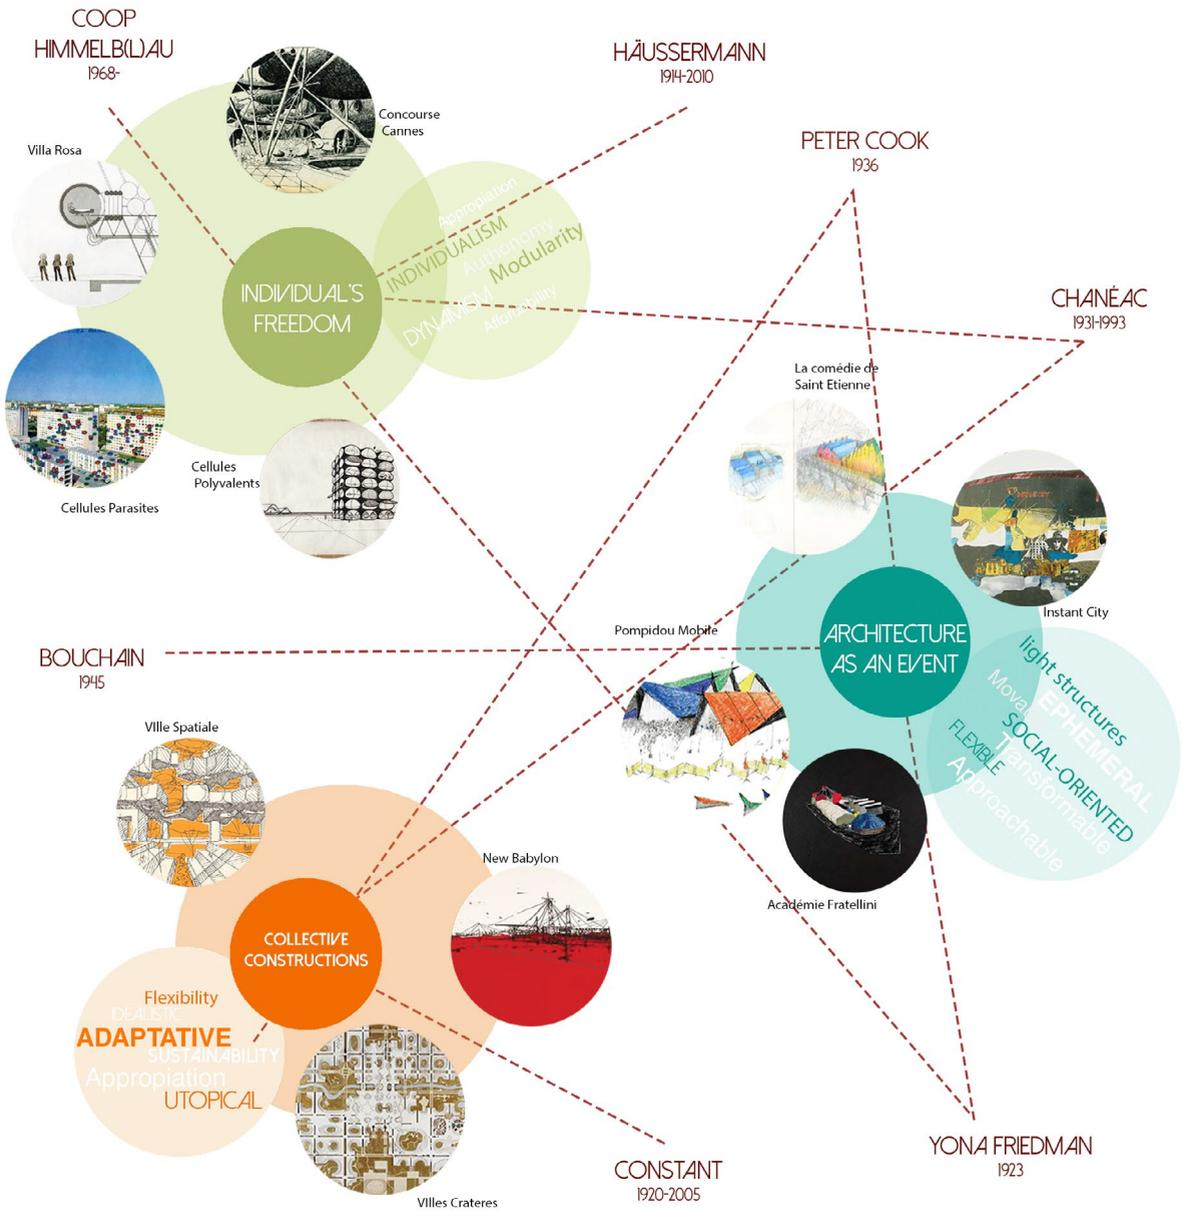 COOP
HIMMELB(L)AU
1968-
HÄUSSERMANN
1914-2010
PETER COOK
1936
CHANÉAC
1931-1993
Concourse
Cannes
Villa Rosa
INDIVIDUAL'S
FREEDOM
Appropiation
INDIVIDUALISM
Authonomy
Modularity
DYNAMISM
Affordability
Cellules Parasites
Cellules
Polyvalents
La comédie de
Saint Etienne
Instant City
Pompidou Mobile
ARCHITECTURE
AS AN EVENT
light structures
EPHEMERAL
SOCIAL-ORIENTED
FLEXIBLE
Transformable
Approachable
Académie Fratellini
BOUCHAIN
1945
VIlle Spatiale
New Babylon
COLLECTIVE
CONSTRUCTIONS
Flexibility
IDEALISTIC
ADAPTATIVE
SUSTAINABILITY
Appropiation
UTOPICAL
VIlles Crateres
CONSTANT
1920-2005
YONA FRIEDMAN
1923